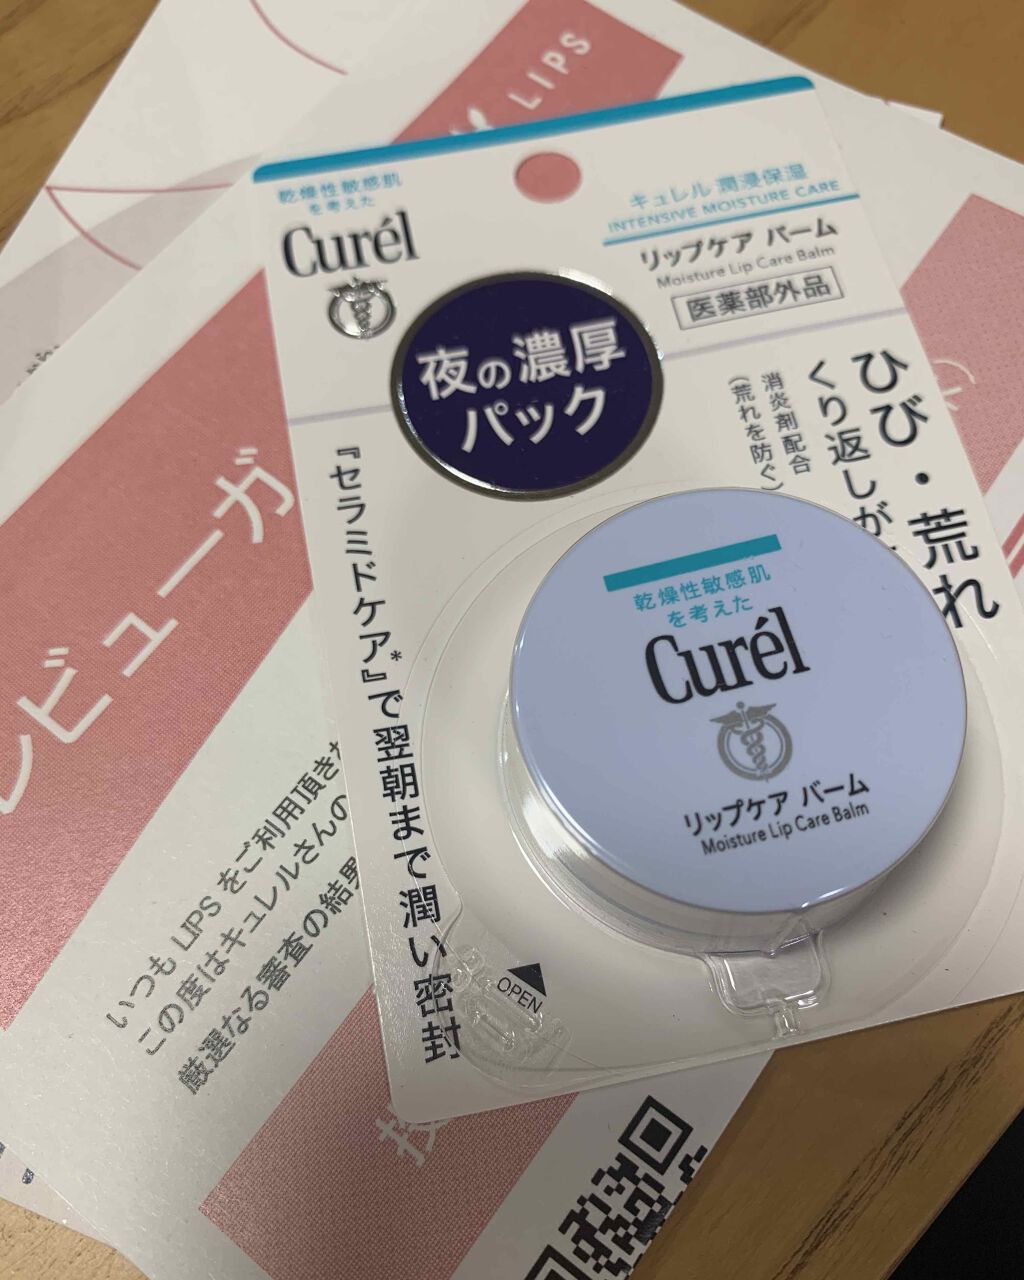 LIPS
乾燥性敏感肌
を考えた
Curél
キュレル 潤浸保湿
INTENSIVE MOISTURE CARE
リップケア バーム
Moisture Lip Care Balm
医薬部外品
夜の濃厚
パック
ひび・荒れ
くり返しが
消炎剤配合
(荒れを防ぐ)
『セラミドケア*』で翌朝まで潤い密封
乾燥性敏感肌
を考えた
Curél
リップケア バーム
Moisture Lip Care Balm
OPEN
レビューガ
いつも LIPS をご利用頂き
この度はキュレルさんの
厳選なる審査の結果